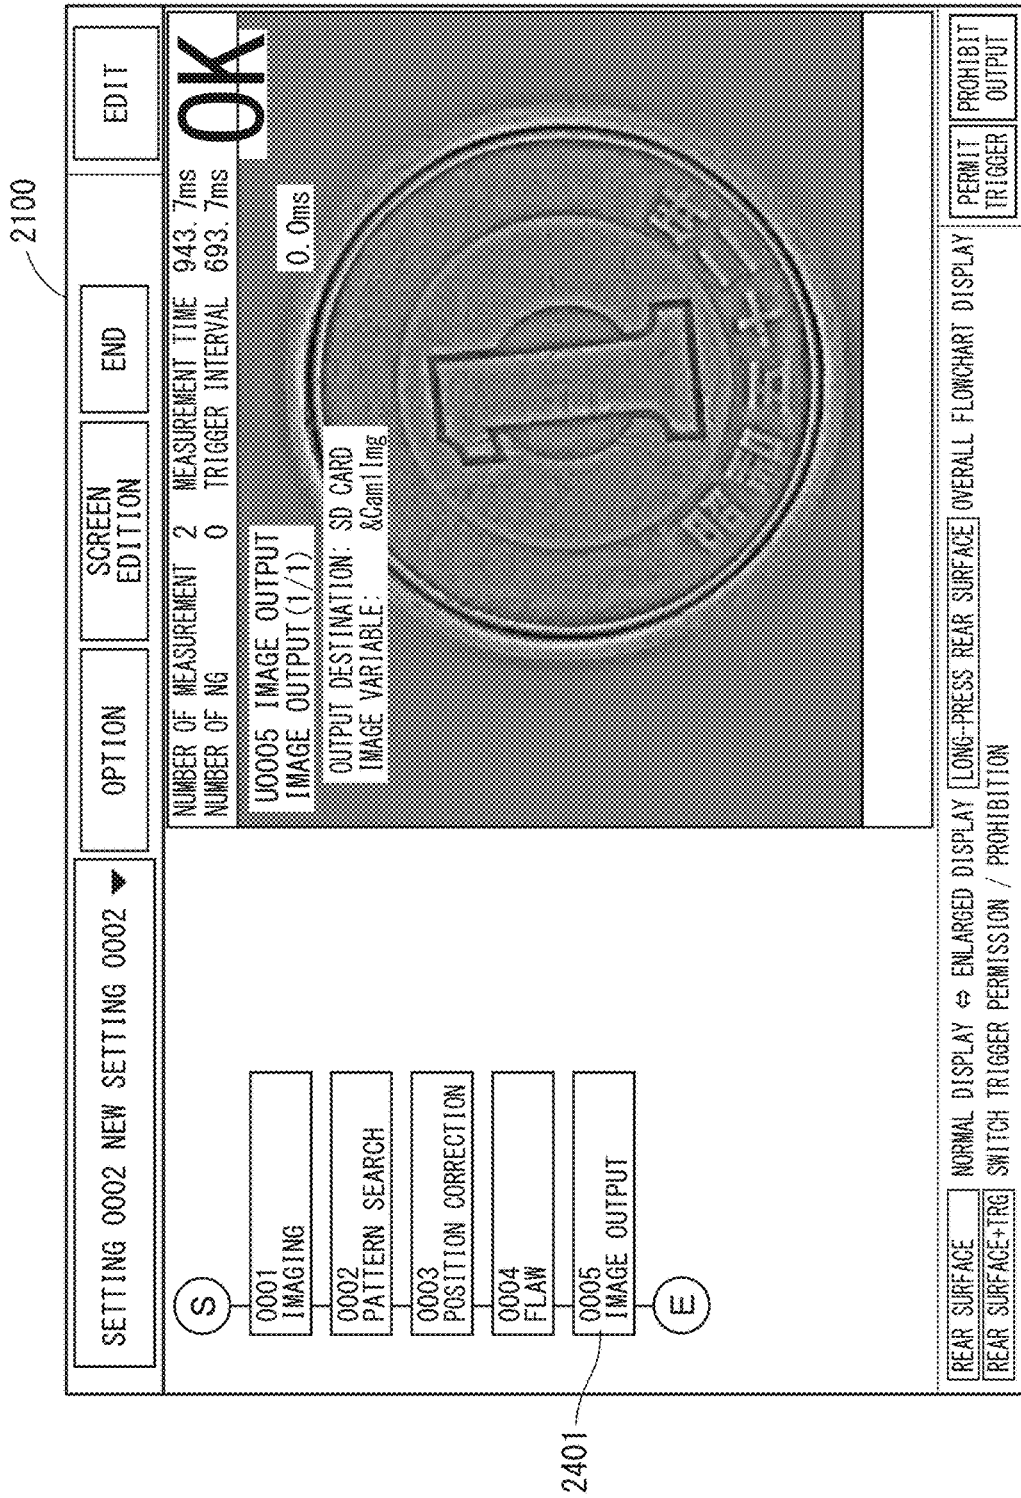 2100
SETTING 0002 NEW SETTING 0002 ▼
OPTION
SCREEN
EDITION
END
EDIT
S
0001
IMAGING
0002
PATTERN SEARCH
0003
POSITION CORRECTION
0004
FLAW
0005
IMAGE OUTPUT
E
2401
NUMBER OF MEASUREMENT 2 MEASUREMENT TIME 943.7ms
NUMBER OF NG 0 TRIGGER INTERVAL 693.7ms
OK
U0005 IMAGE OUTPUT
IMAGE OUTPUT(1/1) 0.0ms
OUTPUT DESTINATION: SD CARD
IMAGE VARIABLE: &Cam1Img
1
REAR SURFACE NORMAL DISPLAY ⇔ ENLARGED DISPLAY LONG-PRESS REAR SURFACE OVERALL FLOWCHART DISPLAY
REAR SURFACE+TRG SWITCH TRIGGER PERMISSION / PROHIBITION
PERMIT
TRIGGER
PROHIBIT
OUTPUT